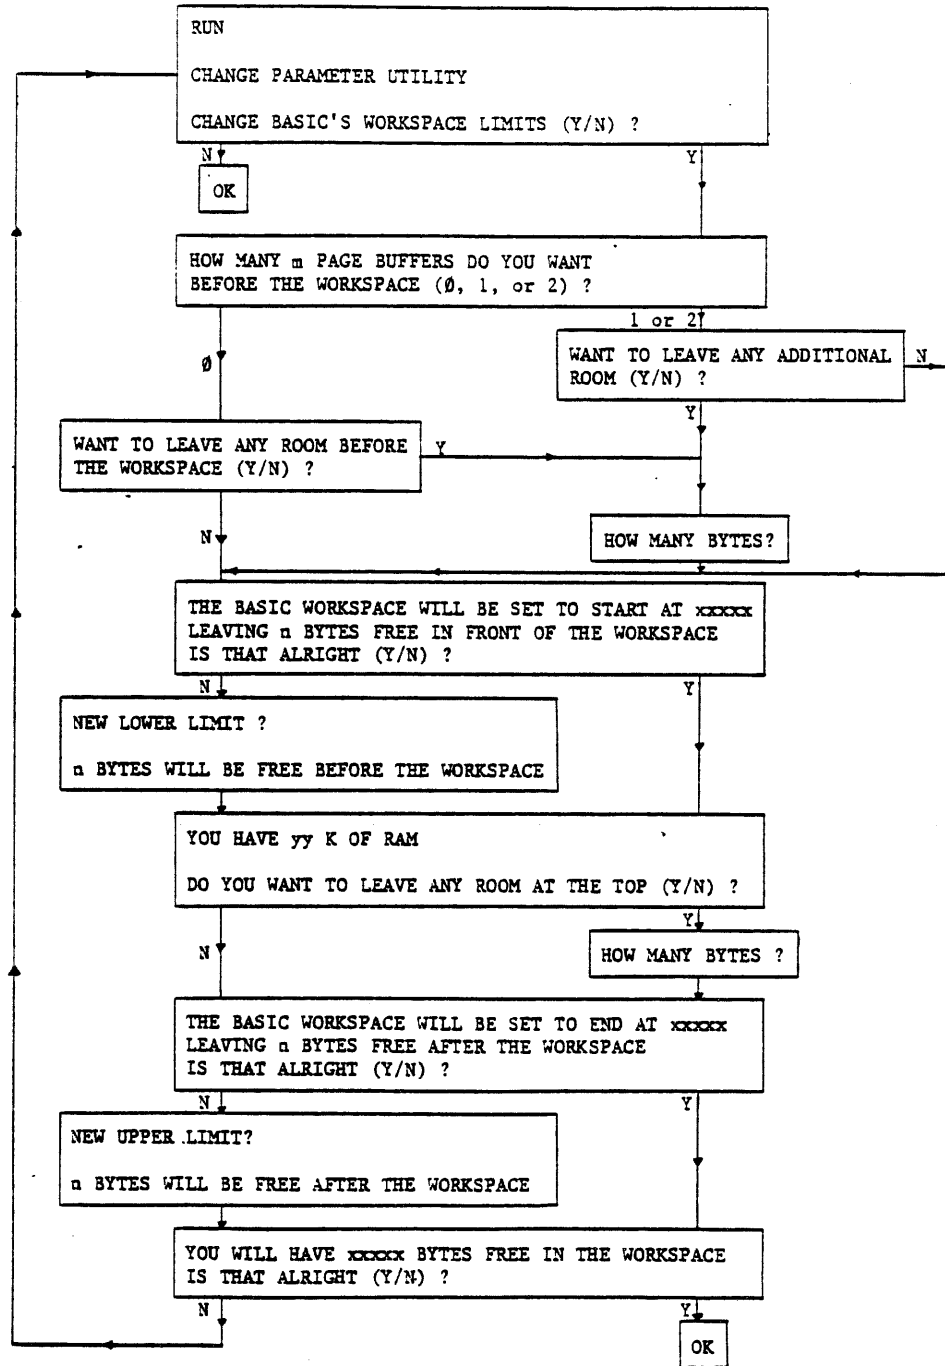 RUN
CHANGE PARAMETER UTILITY
CHANGE BASIC'S WORKSPACE LIMITS (Y/N) ?
N
Y
OK
HOW MANY m PAGE BUFFERS DO YOU WANT
BEFORE THE WORKSPACE (Ø, 1, or 2) ?
1 or 2
Ø
WANT TO LEAVE ANY ADDITIONAL
ROOM (Y/N) ?
N
Y
WANT TO LEAVE ANY ROOM BEFORE
THE WORKSPACE (Y/N) ?
Y
N
HOW MANY BYTES?
THE BASIC WORKSPACE WILL BE SET TO START AT xxxxx
LEAVING n BYTES FREE IN FRONT OF THE WORKSPACE
IS THAT ALRIGHT (Y/N) ?
N
Y
NEW LOWER LIMIT ?
n BYTES WILL BE FREE BEFORE THE WORKSPACE
YOU HAVE yy K OF RAM
DO YOU WANT TO LEAVE ANY ROOM AT THE TOP (Y/N) ?
Y
N
HOW MANY BYTES ?
THE BASIC WORKSPACE WILL BE SET TO END AT xxxxx
LEAVING n BYTES FREE AFTER THE WORKSPACE
IS THAT ALRIGHT (Y/N) ?
N
Y
NEW UPPER LIMIT?
n BYTES WILL BE FREE AFTER THE WORKSPACE
YOU WILL HAVE xxxxx BYTES FREE IN THE WORKSPACE
IS THAT ALRIGHT (Y/N) ?
N
Y
OK